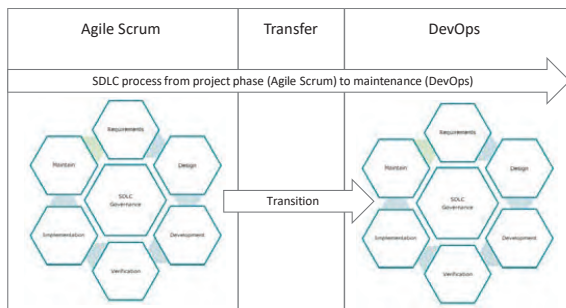 Agile Scrum
Transfer
DevOps
SDLC process from project phase (Agile Scrum) to maintenance (DevOps)
Requirements
Maintain
Design
SDLC
Governance
Implementation
Development
Verification
Transition
Requirements
Maintain
Design
SDLC
Governance
Implementation
Development
Verification